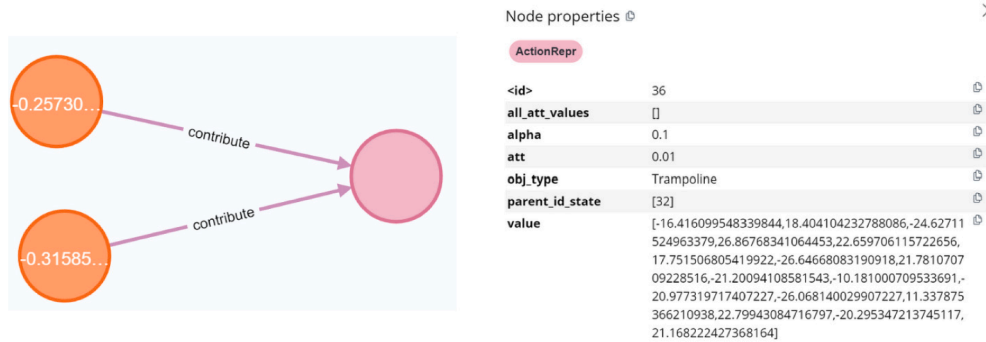 -0.25730...
contribute
contribute
-0.31585...
Node properties
ActionRepr
<id> 36
all_att_values []
alpha 0.1
att 0.01
obj_type Trampoline
parent_id_state [32]
value [-16.416099548339844,18.404104232788086,-24.62711
524963379,26.86768341064453,22.659706115722656,
17.751506805419922,-26.64668083190918,21.7810707
09228516,-21.20094108581543,-10.181000709533691,-
20.977319717407227,-26.068140029907227,11.337875
366210938,22.79943084716797,-20.295347213745117,
21.168222427368164]